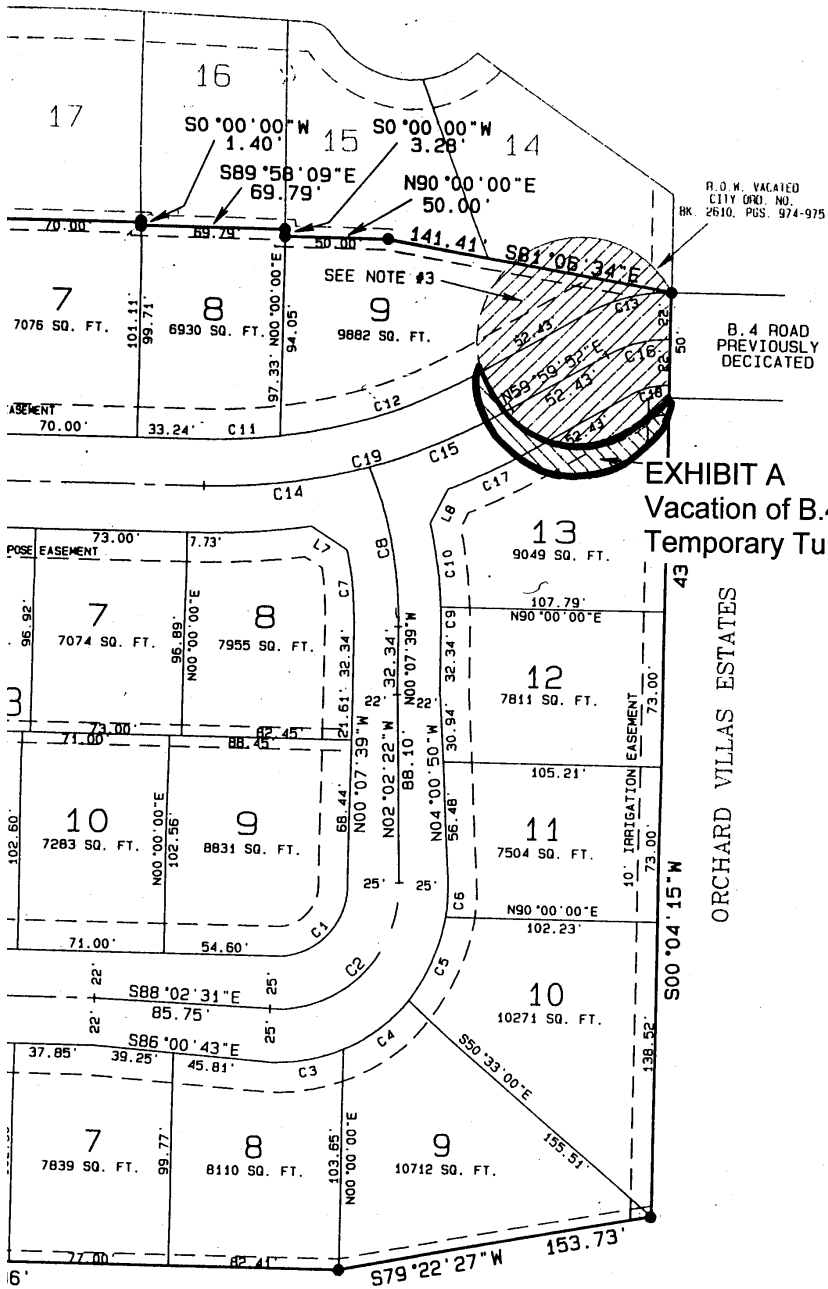 16
17
S0°00'00"W
1.40'
15
S0°00'00"W
3.28'
14
S89°58'09"E
69.79'
N90°00'00"E
50.00'
R.O.W. VACATED
CITY ORD. NO.
BK. 2610, PGS. 974-975
70.00'
69.79'
50.00'
141.41'
S81°06'34"E
SEE NOTE #3
7
7076 SQ. FT.
101.11'
99.71'
8
6930 SQ. FT.
97.33'
N00°00'00"E
94.05'
9
9882 SQ. FT.
52.43'
C13
N59°59'52"E
52.43'
C16
52.43'
C18
22'
22'
50'
B.4 ROAD
PREVIOUSLY
DECICATED
EASEMENT
70.00'
33.24'
C11
C12
C19
C15
C14
C17
L8
EXHIBIT A
Vacation of B.4
Temporary Tu
43
73.00'
7.73'
POSE EASEMENT
L7
C7
C8
C10
C9
13
9049 SQ. FT.
107.79'
N90°00'00"E
96.92'
7
7074 SQ. FT.
96.89'
N00°00'00"E
8
7955 SQ. FT.
32.34'
21.61'
32.34'
N00°07'39"W
32.34'
30.94'
22'
22'
12
7811 SQ. FT.
73.00'
3
73.00'
71.00'
82.45'
88.45'
N00°07'39"W
68.44'
N02°02'22"W
88.10'
N04°00'50"W
56.48'
105.21'
10' IRRIGATION EASEMENT
ORCHARD VILLAS ESTATES
102.60'
10
7283 SQ. FT.
N00°00'00"E
102.56'
9
8831 SQ. FT.
11
7504 SQ. FT.
73.00'
25'
25'
C6
N90°00'00"E
102.23'
S00°04'15"W
71.00'
54.60'
C1
C2
C5
22'
S88°02'31"E
85.75'
25'
22'
25'
10
10271 SQ. FT.
138.52'
S86°00'43"E
37.85'
39.25'
45.81'
C3
C4
S50°33'00"E
155.51'
7
7839 SQ. FT.
99.77'
8
8110 SQ. FT.
103.65'
N00°00'00"E
9
10712 SQ. FT.
77.00'
82.41'
S79°22'27"W
153.73'
6'